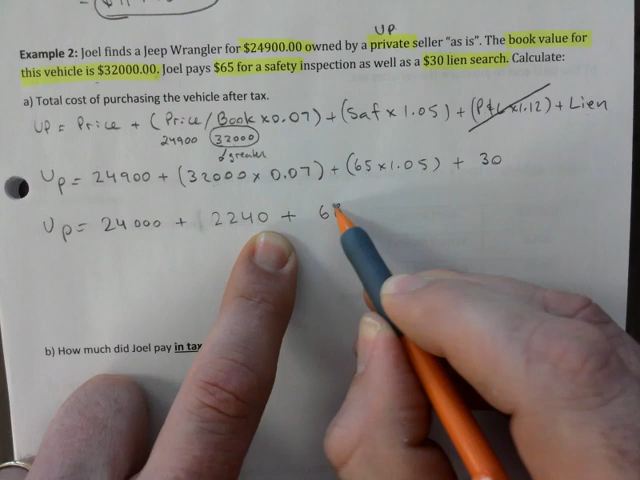 UP
Example 2: Joel finds a Jeep Wrangler for $24900.00 owned by a private seller "as is". The book value for
this vehicle is $32000.00. Joel pays $65 for a safety inspection as well as a $30 lien search. Calculate:
a) Total cost of purchasing the vehicle after tax.
UP = Price + (Price/Book x 0.07) + (Saf x 1.05) + (P+L x 1.12) + Lien
24900 32000
greater
Up = 24900 + (32000 x 0.07) + (65 x 1.05) + 30
Up = 24000 + 2240 + 6
b) How much did Joel pay in tax